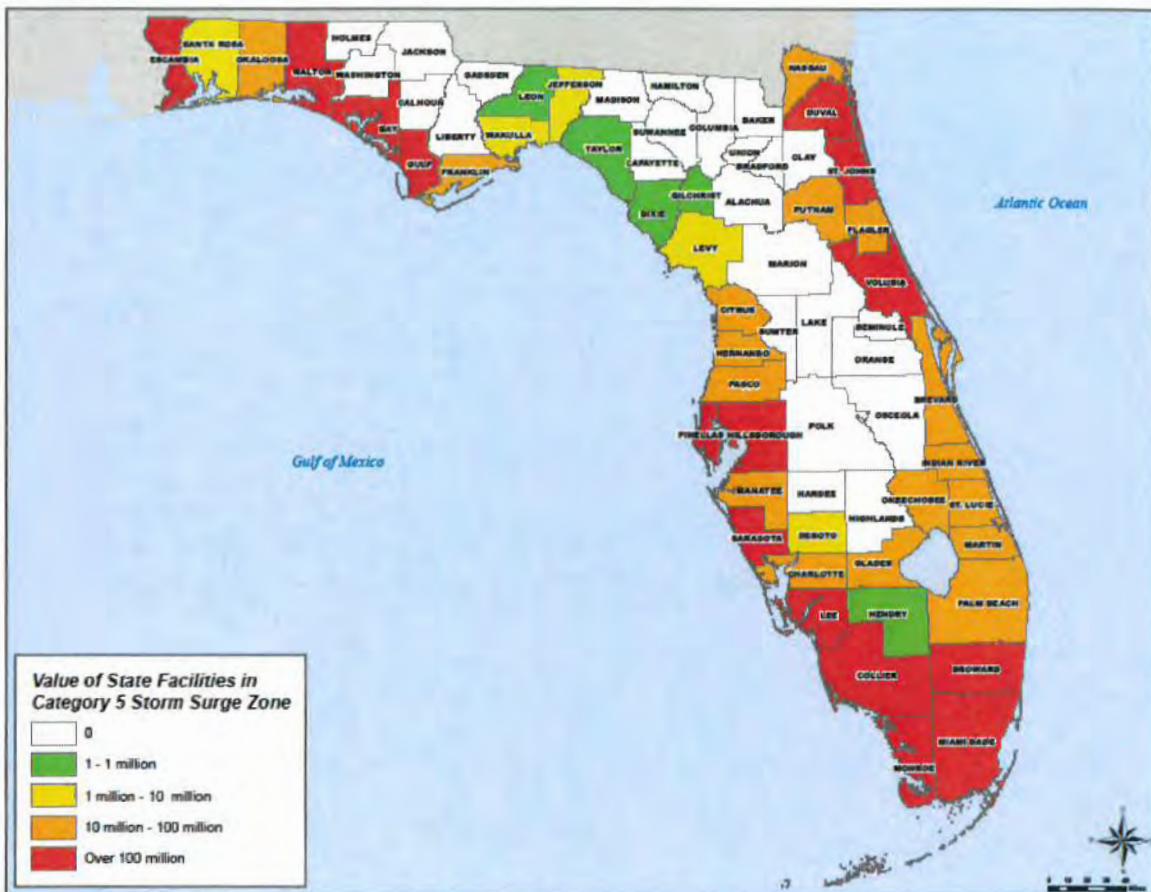 HOLMES
SANTA ROSA
JACKSON
ESCAMBIA
OKALOOSA
WALTON
WASHINGTON
GADSDEN
LEON
JEFFERSON
MADISON
HAMILTON
NASSAU
CALHOUN
BAY
LIBERTY
WAKULLA
TAYLOR
SUWANNEE
COLUMBIA
BAKER
DUVAL
GULF
FRANKLIN
LAFAYETTE
UNION
BRADFORD
CLAY
ST. JOHNS
DIXIE
GILCHRIST
ALACHUA
PUTNAM
FLAGLER
Atlantic Ocean
LEVY
MARION
VOLUSIA
CITRUS
SUMTER
LAKE
SEMINOLE
HERNANDO
ORANGE
PASCO
BREVARD
OSCEOLA
PINELLAS HILLSBOROUGH
POLK
Gulf of Mexico
INDIAN RIVER
MANATEE
HARDEE
OKEECHOBEE
ST. LUCIE
HIGHLANDS
SARASOTA
DESOTO
MARTIN
CHARLOTTE
GLADES
PALM BEACH
LEE
HENDRY
COLLIER
BROWARD
MIAMI-DADE
MONROE
Value of State Facilities in
Category 5 Storm Surge Zone
0
1 - 1 million
1 million - 10 million
10 million - 100 million
Over 100 million